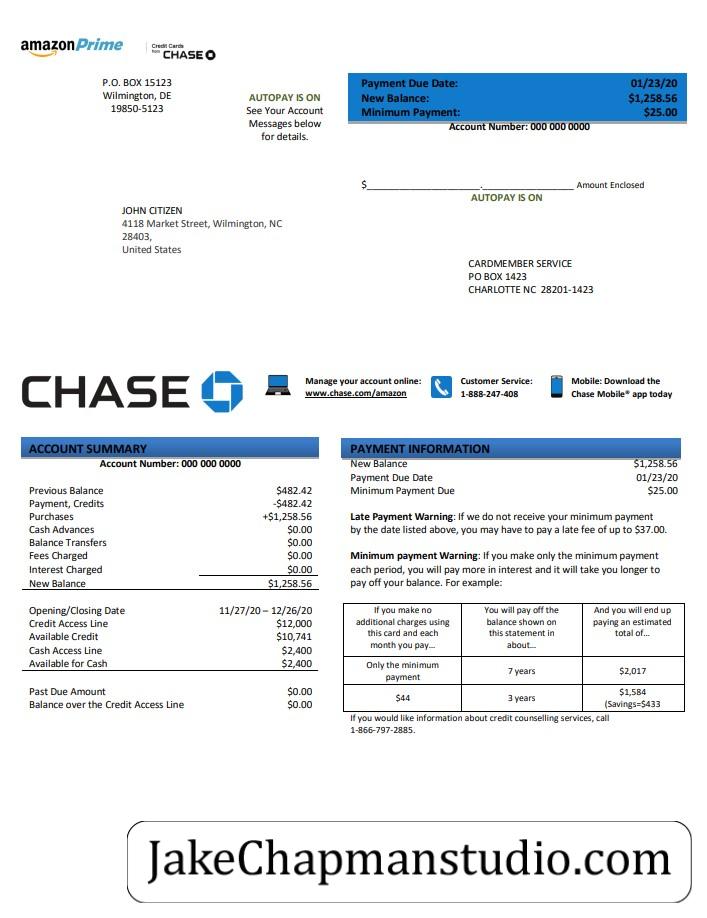 amazonPrime
Credit Cards
from CHASE
P.O. BOX 15123
Wilmington, DE
19850-5123
AUTOPAY IS ON
See Your Account
Messages below
for details.
Payment Due Date: 01/23/20
New Balance: $1,258.56
Minimum Payment: $25.00
Account Number: 000 000 0000
$_______________________.___________________ Amount Enclosed
AUTOPAY IS ON
JOHN CITIZEN
4118 Market Street, Wilmington, NC
28403,
United States
CARDMEMBER SERVICE
PO BOX 1423
CHARLOTTE NC 28201-1423
CHASE
Manage your account online:
www.chase.com/amazon
Customer Service:
1-888-247-408
Mobile: Download the
Chase Mobile® app today
ACCOUNT SUMMARY
Account Number: 000 000 0000
Previous Balance $482.42
Payment, Credits -$482.42
Purchases +$1,258.56
Cash Advances $0.00
Balance Transfers $0.00
Fees Charged $0.00
Interest Charged $0.00
New Balance $1,258.56
Opening/Closing Date 11/27/20 – 12/26/20
Credit Access Line $12,000
Available Credit $10,741
Cash Access Line $2,400
Available for Cash $2,400
Past Due Amount $0.00
Balance over the Credit Access Line $0.00
PAYMENT INFORMATION
New Balance $1,258.56
Payment Due Date 01/23/20
Minimum Payment Due $25.00
Late Payment Warning: If we do not receive your minimum payment
by the date listed above, you may have to pay a late fee of up to $37.00.
Minimum payment Warning: If you make only the minimum payment
each period, you will pay more in interest and it will take you longer to
pay off your balance. For example:
If you make no
additional charges using
this card and each
month you pay...
You will pay off the
balance shown on
this statement in
about...
And you will end up
paying an estimated
total of...
Only the minimum
payment
7 years
$2,017
$44
3 years
$1,584
(Savings=$433
If you would like information about credit counselling services, call
1-866-797-2885.
JakeChapmanstudio.com